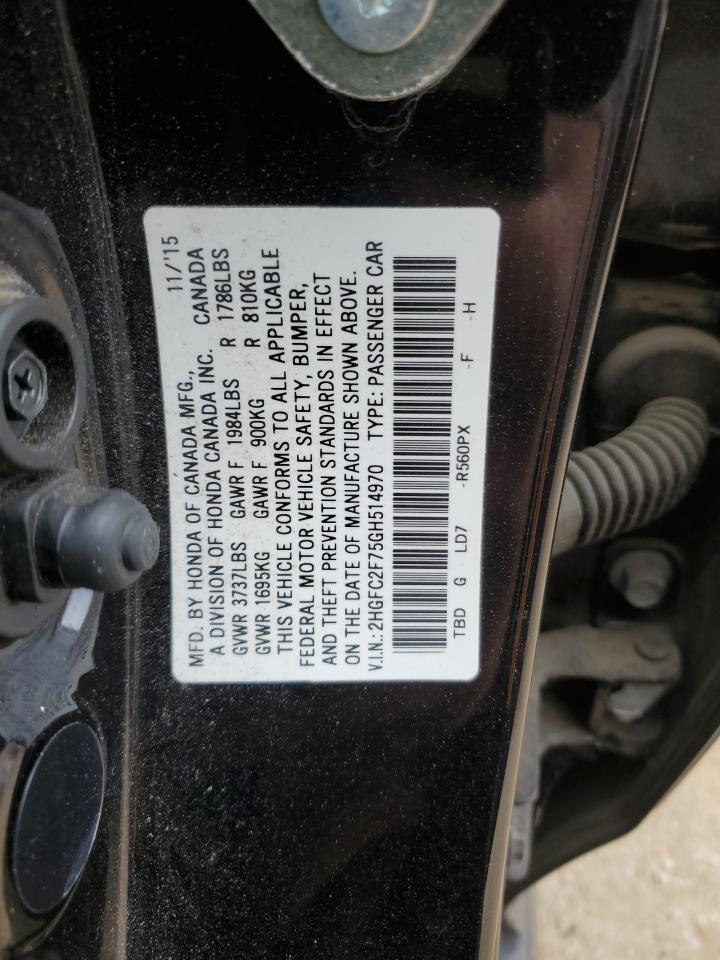 11/'15
MFD. BY HONDA OF CANADA MFG.,
A DIVISION OF HONDA CANADA INC. CANADA
GVWR 3737LBS GAWR F 1984LBS R 1786LBS
GVWR 1695KG GAWR F 900KG R 810KG
THIS VEHICLE CONFORMS TO ALL APPLICABLE
FEDERAL MOTOR VEHICLE SAFETY, BUMPER,
AND THEFT PREVENTION STANDARDS IN EFFECT
ON THE DATE OF MANUFACTURE SHOWN ABOVE.
V.I.N.: 2HGFC2F75GH514970 TYPE: PASSENGER CAR
TBD G LD7 -R560PX -F -H